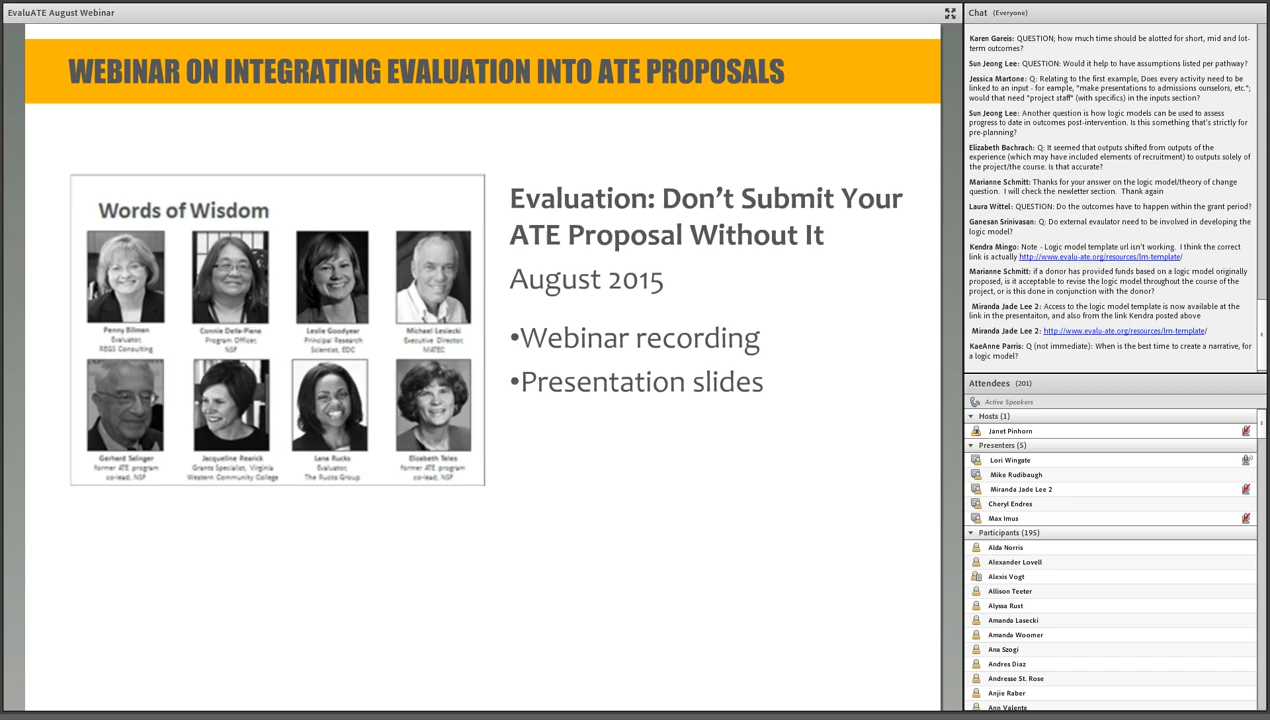 EvaluATE August Webinar
WEBINAR ON INTEGRATING EVALUATION INTO ATE PROPOSALS
Words of Wisdom
Penny Billman
Evaluator,
REGS Consulting
Connie Della-Piana
Program Officer,
NSF
Leslie Goodyear
Principal Research
Scientist, EDC
Michael Lesiecki
Executive Director,
MATEC
Gerhard Salinger
former ATE program
co-lead, NSF
Jacqueline Rearick
Grants Specialist, Virginia
Western Community College
Lana Rucks
Evaluator,
The Rucks Group
Elizabeth Teles
former ATE program
co-lead, NSF
Evaluation: Don’t Submit Your
ATE Proposal Without It
August 2015
•Webinar recording
•Presentation slides
Chat (Everyone)
Karen Gareis: QUESTION; how much time should be alotted for short, mid and lot-
term outcomes?
Sun Jeong Lee: QUESTION: Would it help to have assumptions listed per pathway?
Jessica Martone: Q: Relating to the first example, Does every activity need to be
linked to an input - for eample, "make presentations to admissions ounselors, etc.";
would that need "project staff" (with specifics) in the inputs section?
Sun Jeong Lee: Another question is how logic models can be used to assess
progress to date in outcomes post-intervention. Is this something that's strictly for
pre-planning?
Elizabeth Bachrach: Q: It seemed that outputs shifted from outputs of the
experience (which may have included elements of recruitment) to outputs solely of
the project/the course. Is that accurate?
Marianne Schmitt: Thanks for your answer on the logic model/theory of change
question. I will check the newletter section. Thank again
Laura Wittel: QUESTION: Do the outcomes have to happen within the grant period?
Ganesan Srinivasan: Q: Do external evaulator need to be involved in developing the
logic model?
Kendra Mingo: Note - Logic model template url isn't working. I think the correct
link is actually http://www.evalu-ate.org/resources/lm-template/
Marianne Schmitt: if a donor has provided funds based on a logic model originally
proposed, is it acceptable to revise the logic model throughout the course of the
project, or is this done in conjunction with the donor?
Miranda Jade Lee 2: Access to the logic model template is now available at the
link in the presentaiton, and also from the link Kendra posted above
Miranda Jade Lee 2: http://www.evalu-ate.org/resources/lm-template/
KaeAnne Parris: Q (not immediate): When is the best time to create a narrative, for
a logic model?
Attendees (201)
Active Speakers
Hosts (1)
Janet Pinhorn
Presenters (5)
Lori Wingate
Mike Rudibaugh
Miranda Jade Lee 2
Cheryl Endres
Max Imus
Participants (195)
Alda Norris
Alexander Lovell
Alexis Vogt
Allison Teeter
Alyssa Rust
Amanda Lasecki
Amanda Woomer
Ana Szogi
Andres Diaz
Andresse St. Rose
Anjie Raber
Ann Valente